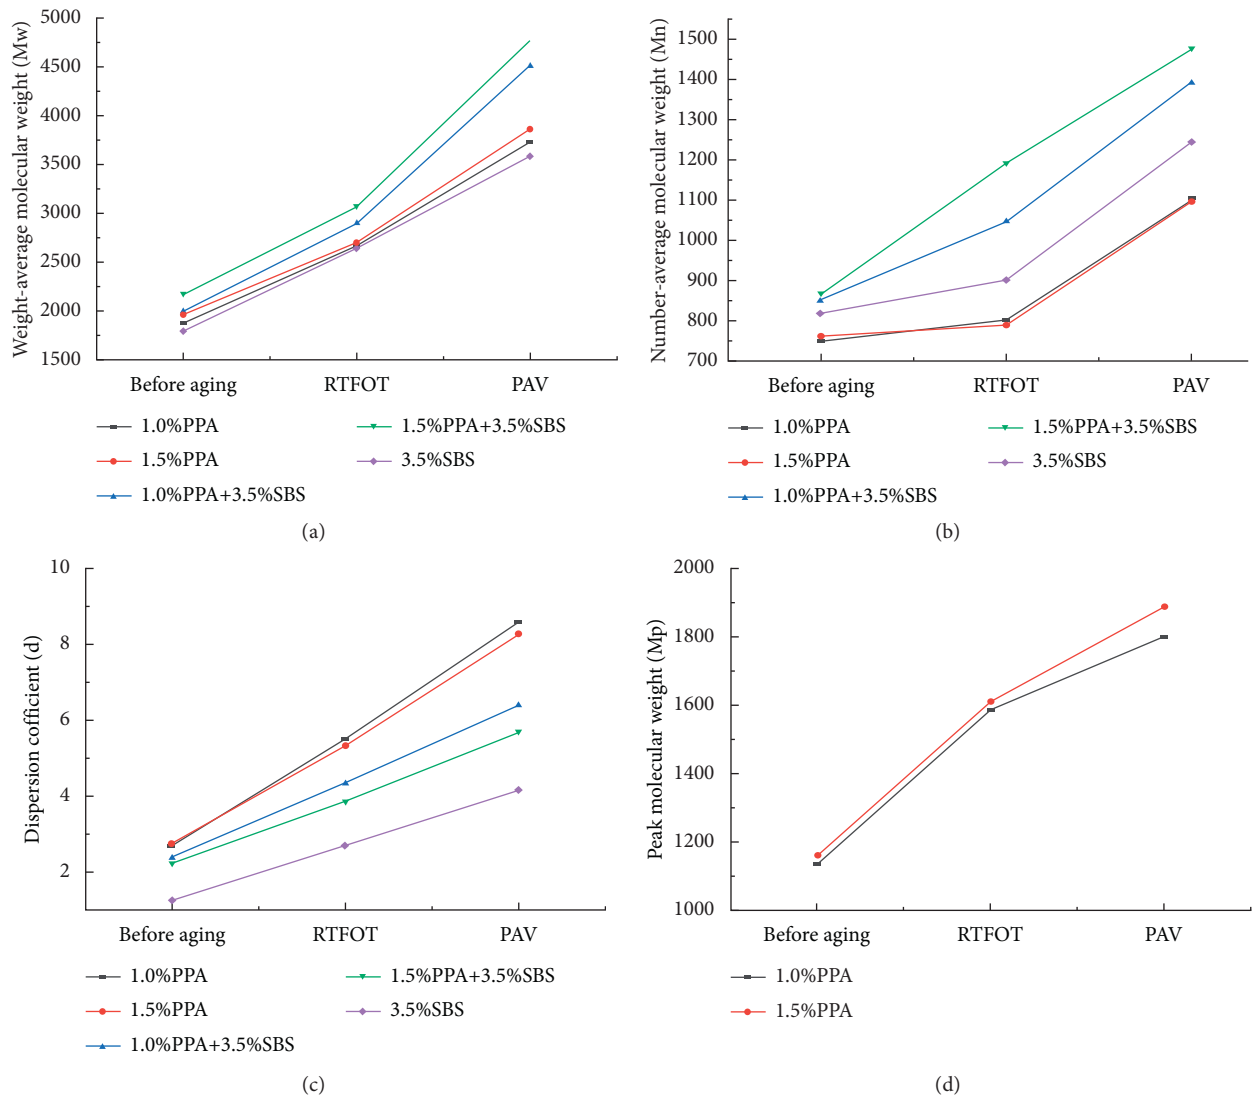 Weight-average molecular weight (Mw)
5000
4500
4000
3500
3000
2500
2000
1500
Before aging RTFOT PAV
1.0%PPA 1.5%PPA+3.5%SBS
1.5%PPA 3.5%SBS
1.0%PPA+3.5%SBS
(a)
Number-average molecular weight (Mn)
1500
1400
1300
1200
1100
1000
900
800
700
Before aging RTFOT PAV
1.0%PPA 1.5%PPA+3.5%SBS
1.5%PPA 3.5%SBS
1.0%PPA+3.5%SBS
(b)
Dispersion cofficient (d)
10
8
6
4
2
Before aging RTFOT PAV
1.0%PPA 1.5%PPA+3.5%SBS
1.5%PPA 3.5%SBS
1.0%PPA+3.5%SBS
(c)
Peak molecular weight (Mp)
2000
1800
1600
1400
1200
1000
Before aging RTFOT PAV
1.0%PPA
1.5%PPA
(d)